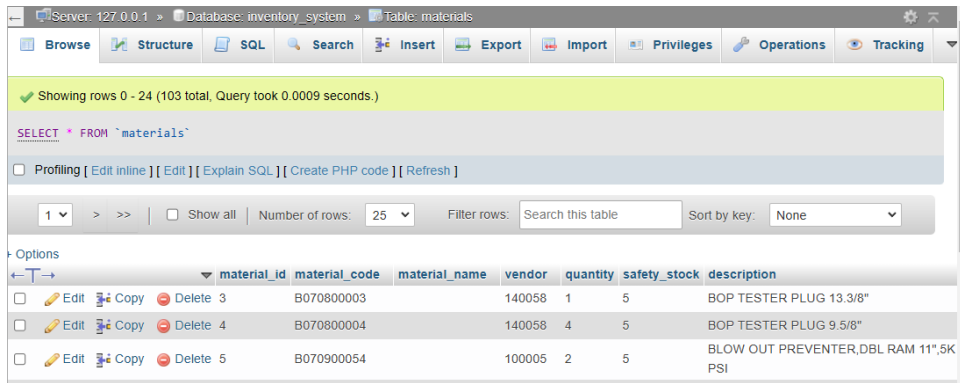 Server: 127.0.0.1 » Database: inventory_system » Table: materials
Browse Structure SQL Search Insert Export Import Privileges Operations Tracking
Showing rows 0 - 24 (103 total, Query took 0.0009 seconds.)
SELECT * FROM `materials`
Profiling [ Edit inline ] [ Edit ] [ Explain SQL ] [ Create PHP code ] [ Refresh ]
1 > >> | Show all | Number of rows: 25 Filter rows: Search this table Sort by key: None
+ Options
←T→ material_id material_code material_name vendor quantity safety_stock description
Edit Copy Delete 3 B070800003 140058 1 5 BOP TESTER PLUG 13.3/8"
Edit Copy Delete 4 B070800004 140058 4 5 BOP TESTER PLUG 9.5/8"
Edit Copy Delete 5 B070900054 100005 2 5 BLOW OUT PREVENTER,DBL RAM 11",5K
PSI